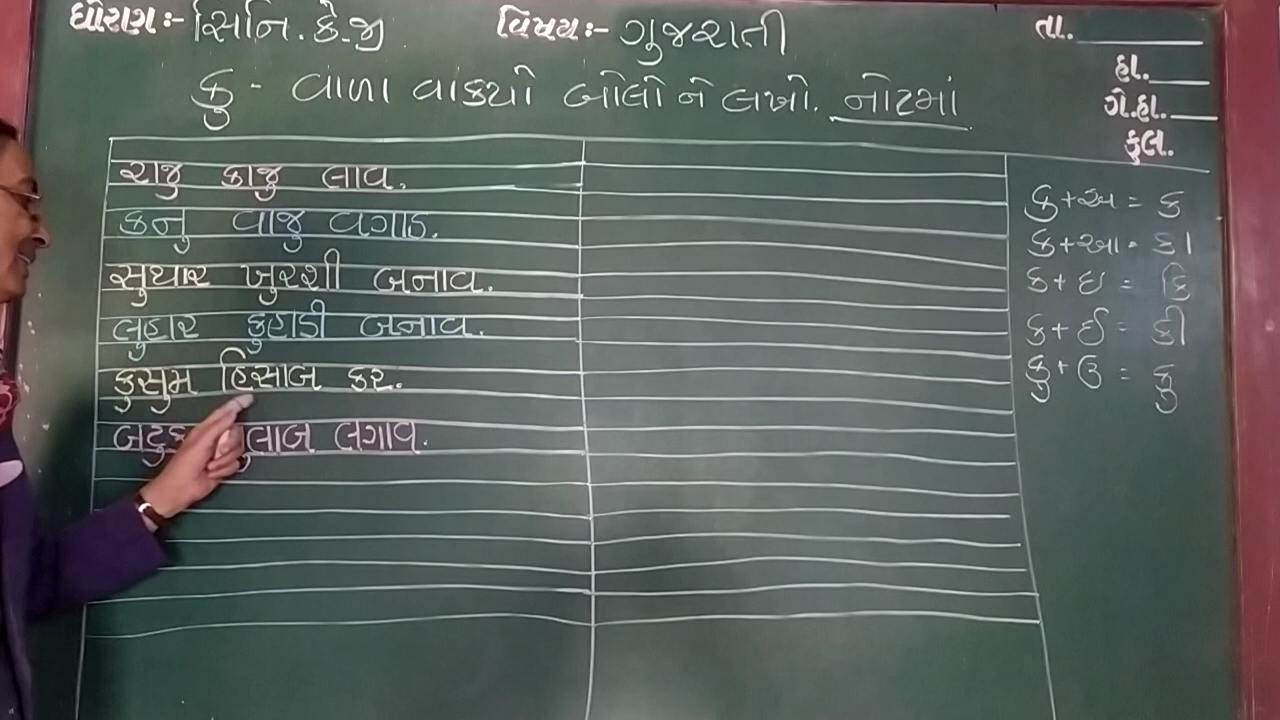 ધોરણ:- સિનિ. કે.જી વિષય:- ગુજરાતી તા.
હા.
ગે.હા.
કુલ.
કુ - વાળા વાક્યો બોલો ને લખો. નોટમાં
રાજુ કાજુ લાવ.
કનુ વાજુ વગાડ.
સુથાર ખુરશી બનાવ.
લુહાર કુહાડી બનાવ.
કુસુમ હિસાબ કર.
લગાવ.
ક+અ = ક
ક+આ = કા
ક+ઇ = કિ
ક+ઈ = કી
ક+ઉ = કુ